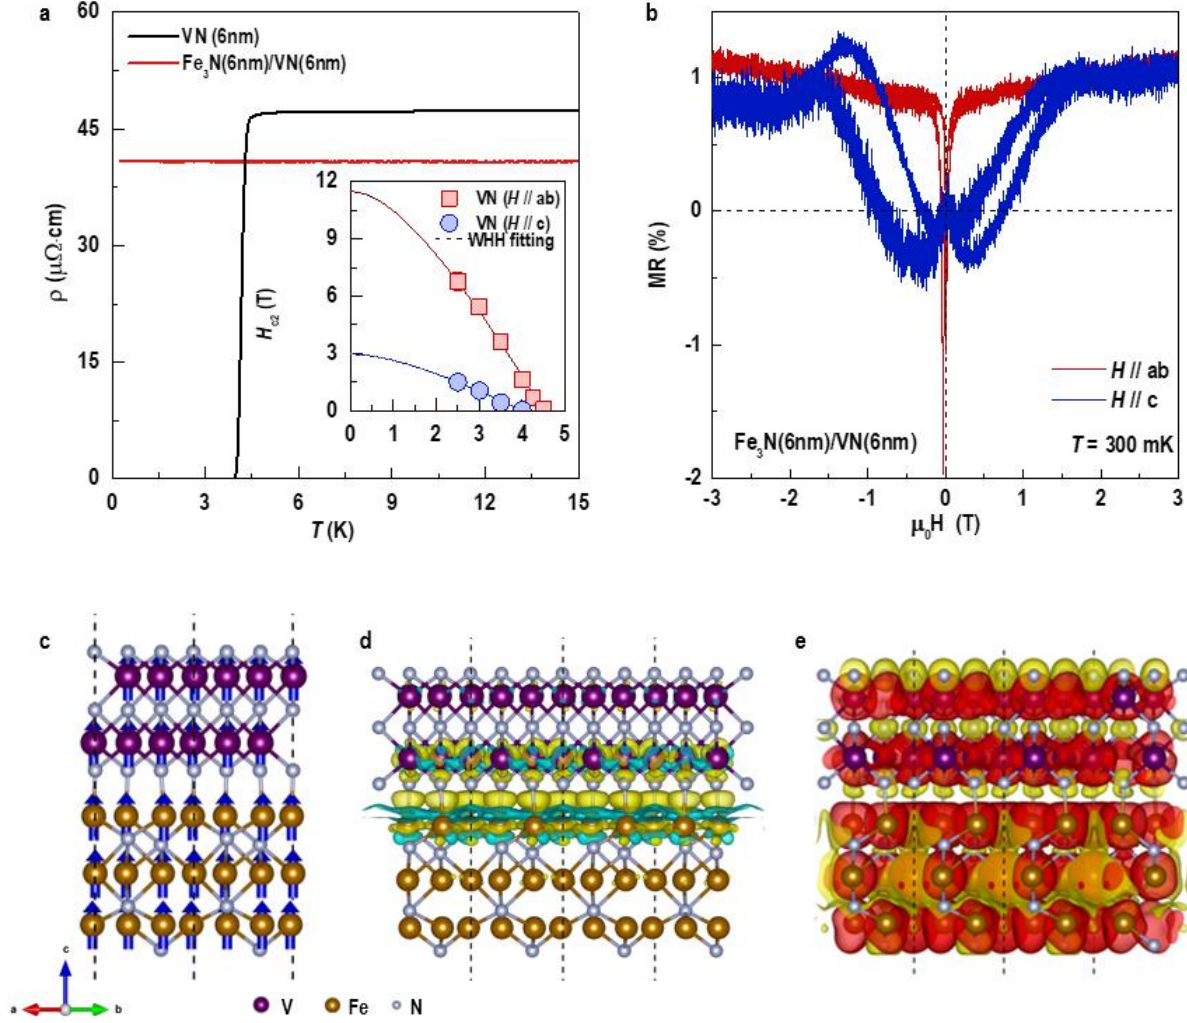 a
60
45
30
15
0
ρ (μΩ·cm)
VN (6nm)
Fe₃N(6nm)/VN(6nm)
12
9
6
3
0
H_c2 (T)
VN (H // ab)
VN (H // c)
WHH fitting
0 1 2 3 4 5
0 3 6 9 12 15
T (K)
b
1
0
-1
-2
MR (%)
H // ab
H // c
Fe₃N(6nm)/VN(6nm)
T = 300 mK
-3 -2 -1 0 1 2 3
μ₀H (T)
c
d
e
c
a
b
V Fe N